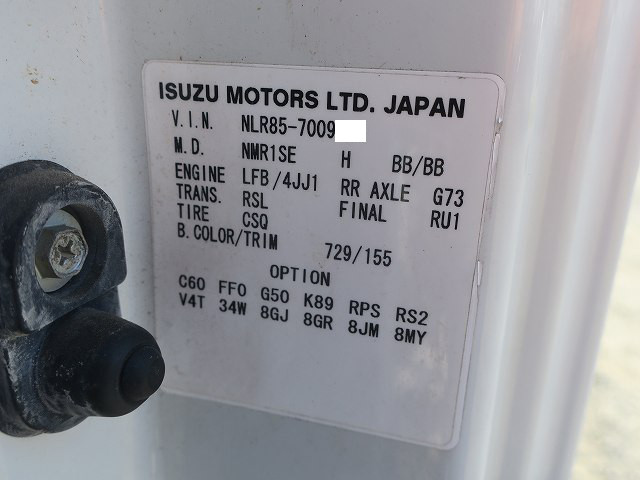 ISUZU MOTORS LTD. JAPAN
V.I.N. NLR85-7009
M.D. NMR1SE H BB/BB
ENGINE LFB/4JJ1 RR AXLE G73
TRANS. RSL FINAL RU1
TIRE CSQ
B.COLOR/TRIM 729/155
OPTION
C60 FFO G50 K89 RPS RS2
V4T 34W 8GJ 8GR 8JM 8MY